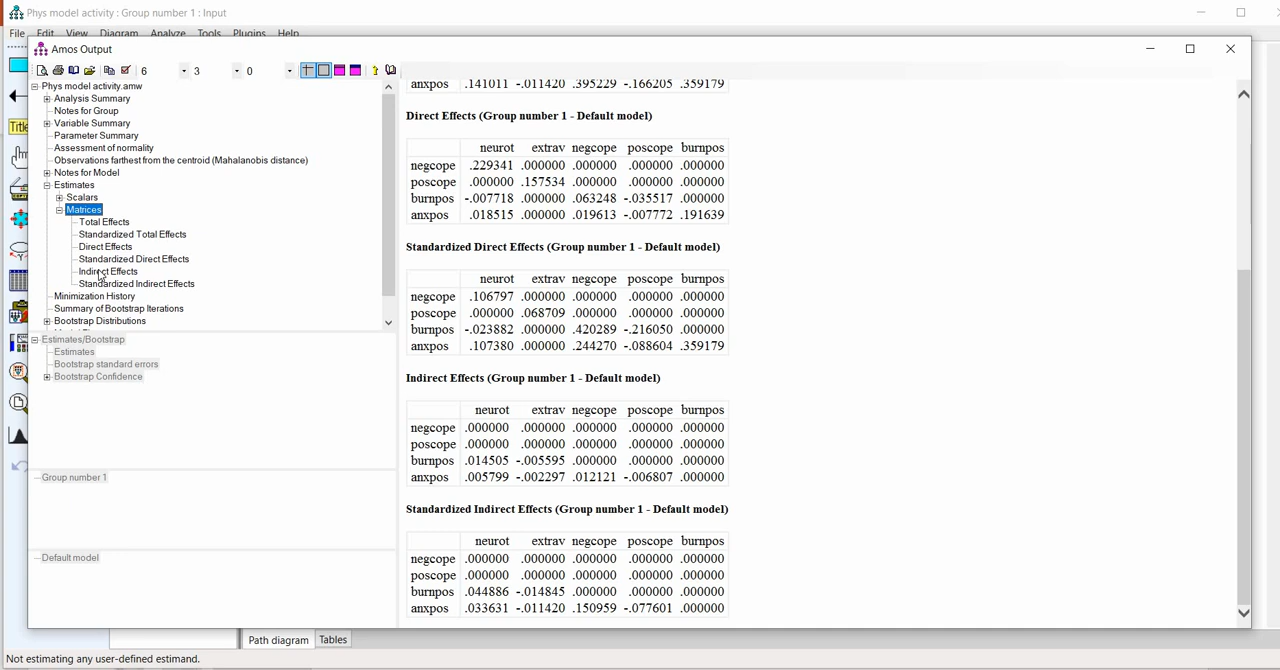 Phys model activity : Group number 1 : Input
File Edit View Diagram Analyze Tools Plugins Help
Amos Output
6 3 0
Title
Phys model activity.amw
Analysis Summary
Notes for Group
Variable Summary
Parameter Summary
Assessment of normality
Observations farthest from the centroid (Mahalanobis distance)
Notes for Model
Estimates
Scalars
Matrices
Total Effects
Standardized Total Effects
Direct Effects
Standardized Direct Effects
Indirect Effects
Standardized Indirect Effects
Minimization History
Summary of Bootstrap Iterations
Bootstrap Distributions
Estimates/Bootstrap
Estimates
Bootstrap standard errors
Bootstrap Confidence
Group number 1
Default model
anxpos .141011 -.011420 .395229 -.166205 .359179
Direct Effects (Group number 1 - Default model)
neurot extrav negcope poscope burnpos
negcope .229341 .000000 .000000 .000000 .000000
poscope .000000 .157534 .000000 .000000 .000000
burnpos -.007718 .000000 .063248 -.035517 .000000
anxpos .018515 .000000 .019613 -.007772 .191639
Standardized Direct Effects (Group number 1 - Default model)
neurot extrav negcope poscope burnpos
negcope .106797 .000000 .000000 .000000 .000000
poscope .000000 .068709 .000000 .000000 .000000
burnpos -.023882 .000000 .420289 -.216050 .000000
anxpos .107380 .000000 .244270 -.088604 .359179
Indirect Effects (Group number 1 - Default model)
neurot extrav negcope poscope burnpos
negcope .000000 .000000 .000000 .000000 .000000
poscope .000000 .000000 .000000 .000000 .000000
burnpos .014505 -.005595 .000000 .000000 .000000
anxpos .005799 -.002297 .012121 -.006807 .000000
Standardized Indirect Effects (Group number 1 - Default model)
neurot extrav negcope poscope burnpos
negcope .000000 .000000 .000000 .000000 .000000
poscope .000000 .000000 .000000 .000000 .000000
burnpos .044886 -.014845 .000000 .000000 .000000
anxpos .033631 -.011420 .150959 -.077601 .000000
Path diagram Tables
Not estimating any user-defined estimand.